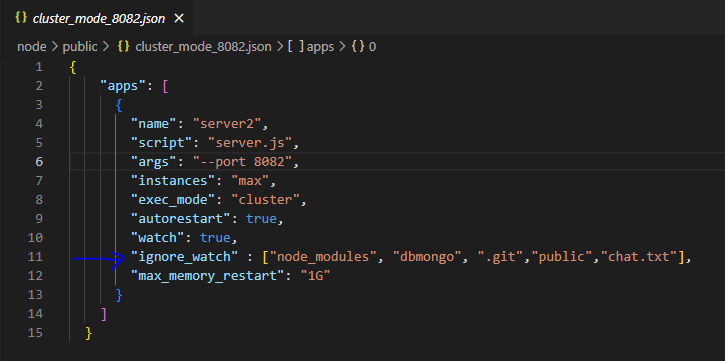 {} cluster_mode_8082.json ×
node > public > {} cluster_mode_8082.json > [ ] apps > {} 0
1 {
2 "apps": [
3 {
4 "name": "server2",
5 "script": "server.js",
6 "args": "--port 8082",
7 "instances": "max",
8 "exec_mode": "cluster",
9 "autorestart": true,
10 "watch": true,
11 "ignore_watch" : ["node_modules", "dbmongo", ".git","public","chat.txt"],
12 "max_memory_restart": "1G"
13 }
14 ]
15 }